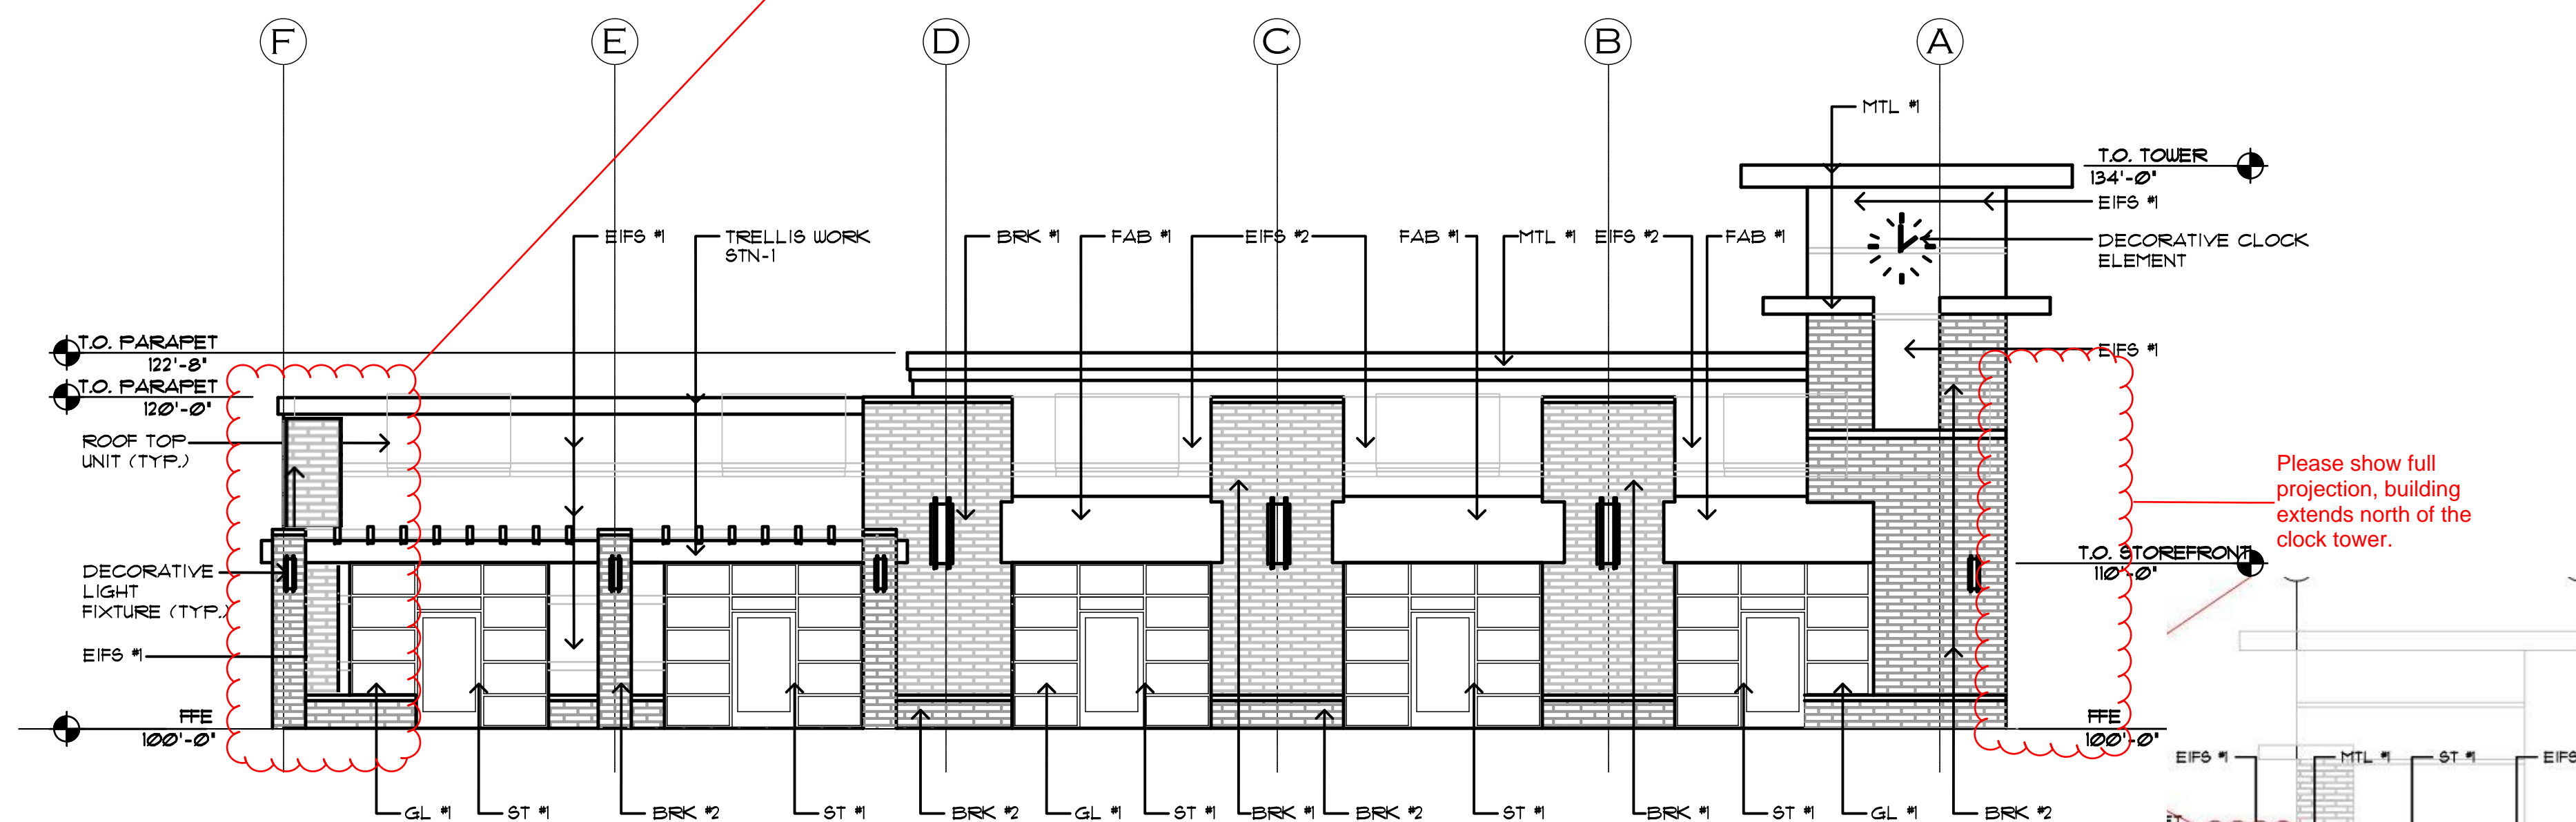 F E D C B A
MTL #1
T.O. TOWER
134'-0"
EIFS #1
EIFS #1
TRELLIS WORK
STN-1
BRK #1
FAB #1
EIFS #2
FAB #1
MTL #1
EIFS #2
FAB #1
DECORATIVE CLOCK
ELEMENT
T.O. PARAPET
122'-8"
EIFS #1
T.O. PARAPET
120'-0"
ROOF TOP
UNIT (TYP.)
Please show full
projection, building
extends north of the
clock tower.
T.O. STOREFRONT
110'-0"
DECORATIVE
LIGHT
FIXTURE (TYP.)
EIFS #1
FFE
100'-0"
FFE
100'-0"
EIFS #1
MTL #1
ST #1
EIFS
GL #1
ST #1
BRK #2
ST #1
BRK #2
GL #1
ST #1
BRK #1
BRK #2
ST #1
BRK #1
ST #1
GL #1
BRK #2